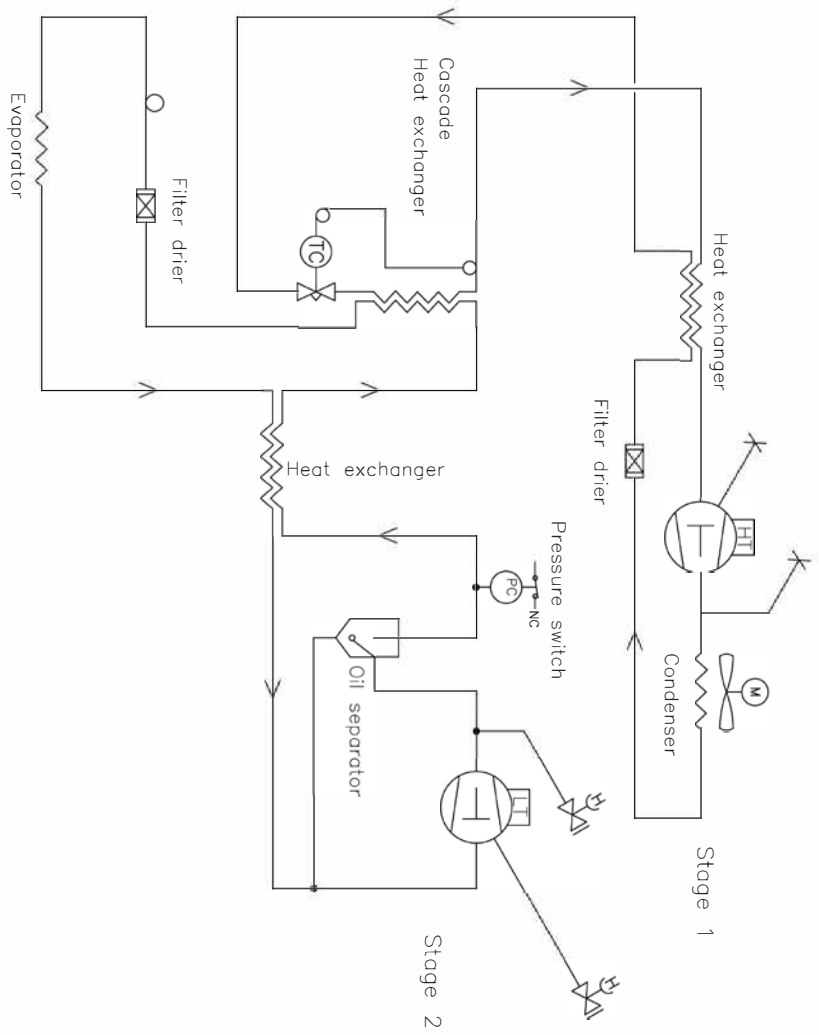 Stage 1
Stage 2
Condenser
M
HT
Heat exchanger
Filter drier
LT
Oil separator
Pressure switch
PC
NC
Heat exchanger
Cascade
Heat exchanger
TC
Filter drier
Evaporator